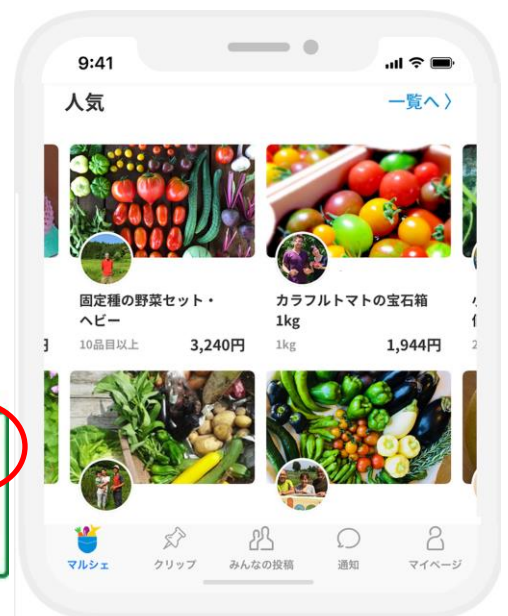 9:41
人気
一覧へ 〉
固定種の野菜セット・
ヘビー
10品目以上 3,240円
カラフルトマトの宝石箱
1kg
1kg 1,944円
マルシェ
クリップ
みんなの投稿
通知
マイページ